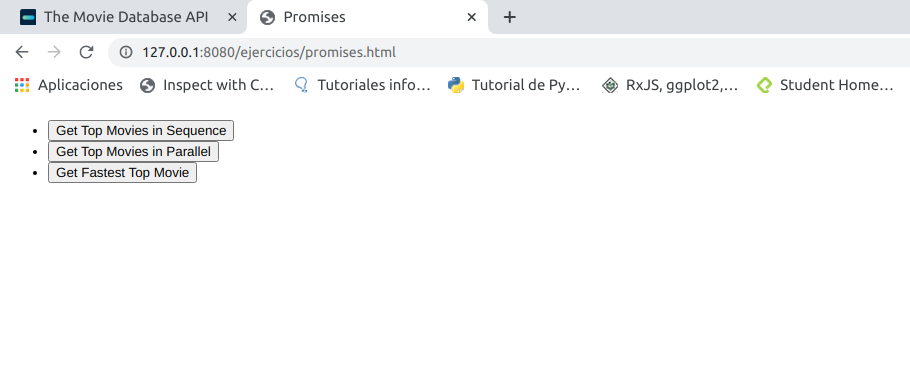 The Movie Database API
Promises
127.0.0.1:8080/ejercicios/promises.html
Aplicaciones Inspect with C... Tutoriales info... Tutorial de Py... RxJS, ggplot2,... Student Home...
Get Top Movies in Sequence
Get Top Movies in Parallel
Get Fastest Top Movie